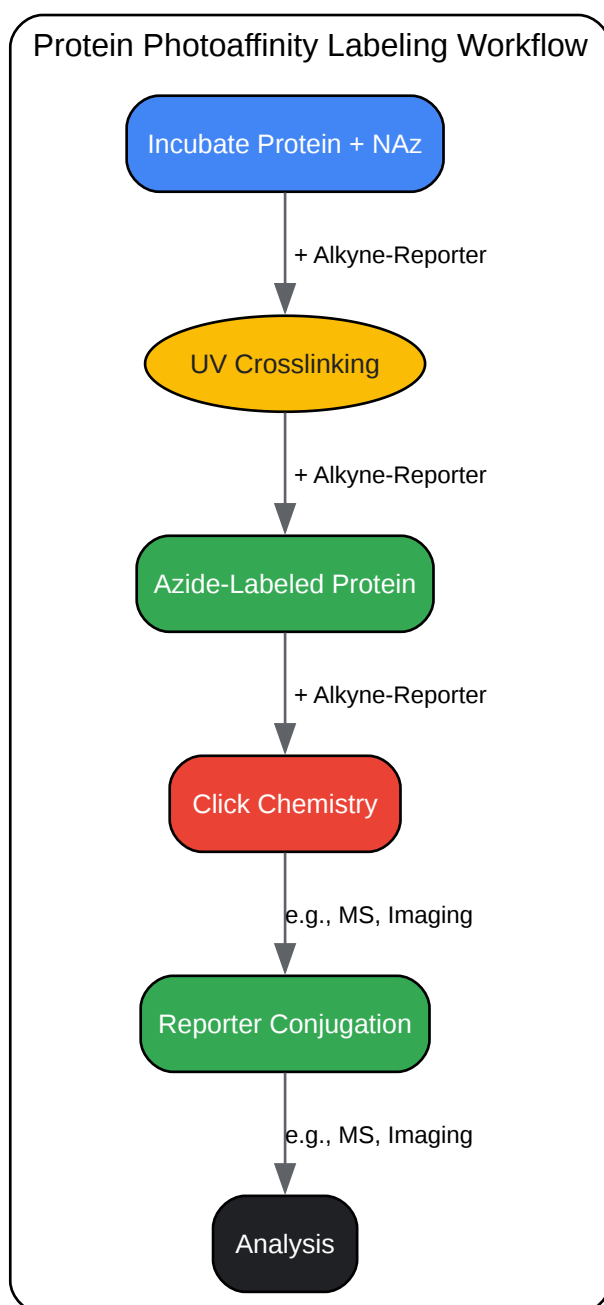 Protein Photoaffinity Labeling Workflow
Incubate Protein + NAz
+ Alkyne-Reporter
UV Crosslinking
+ Alkyne-Reporter
Azide-Labeled Protein
+ Alkyne-Reporter
Click Chemistry
e.g., MS, Imaging
Reporter Conjugation
e.g., MS, Imaging
Analysis